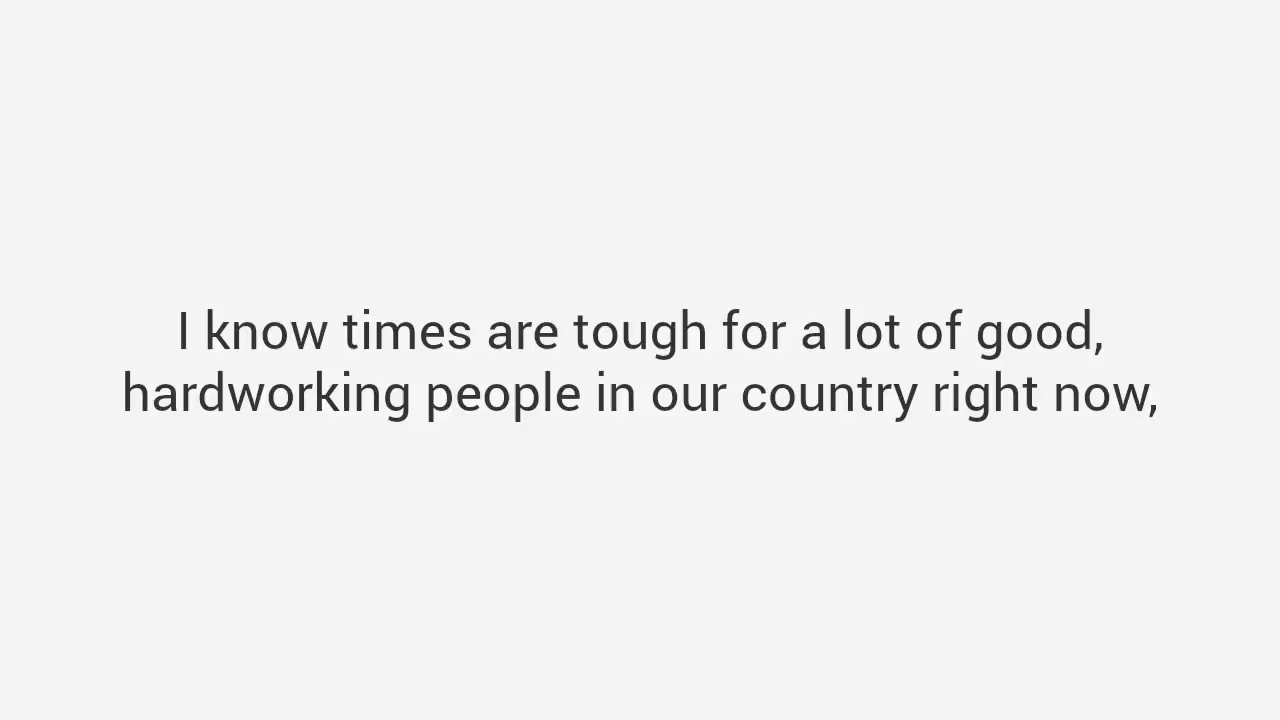 I know times are tough for a lot of good,
hardworking people in our country right now,